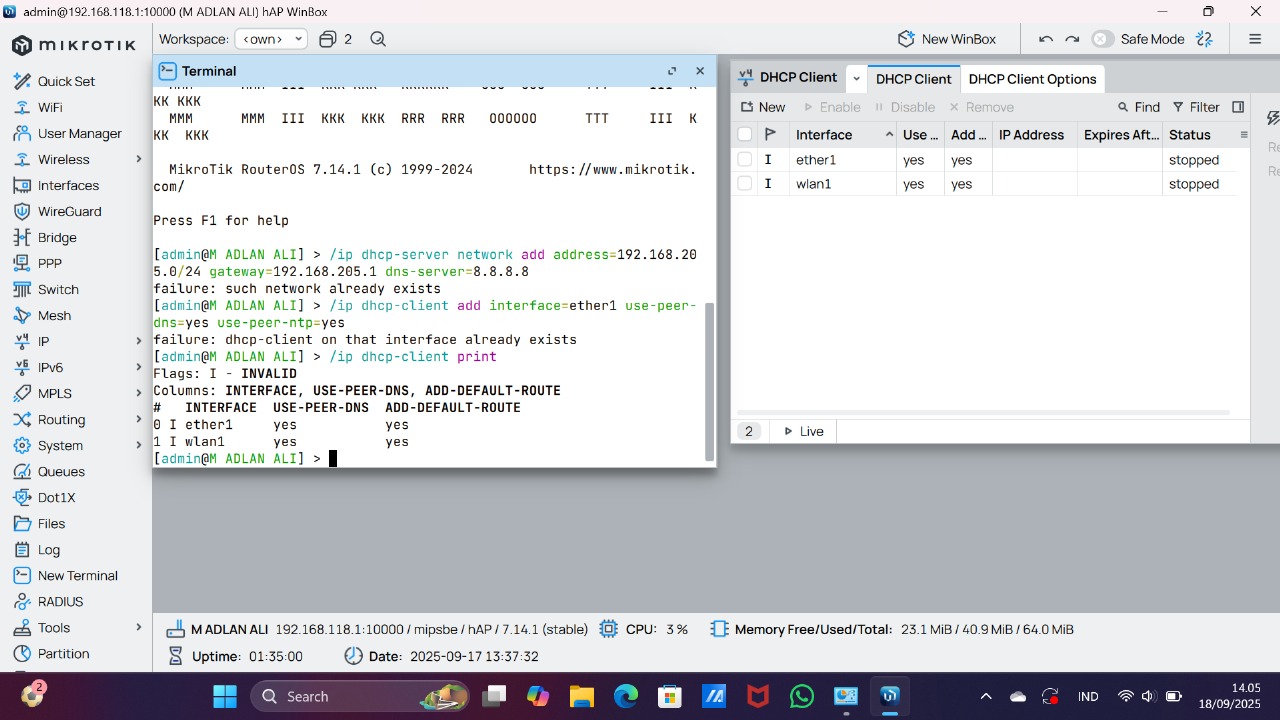 admin@192.168.118.1:10000 (M ADLAN ALI) hAP WinBox
MIKROTIK
Workspace: <own> 2
New WinBox Safe Mode
Quick Set
WiFi
User Manager
Wireless
Interfaces
WireGuard
Bridge
PPP
Switch
Mesh
IP
IPv6
MPLS
Routing
System
Queues
Dot1X
Files
Log
New Terminal
RADIUS
Tools
Partition
Terminal
KK KKK
MMM MMM III KKK KKK RRR RRR OOOOOO TTT III K
KK KKK
MikroTik RouterOS 7.14.1 (c) 1999-2024 https://www.mikrotik.
com/
Press F1 for help
[admin@M ADLAN ALI] > /ip dhcp-server network add address=192.168.20
5.0/24 gateway=192.168.205.1 dns-server=8.8.8.8
failure: such network already exists
[admin@M ADLAN ALI] > /ip dhcp-client add interface=ether1 use-peer-
dns=yes use-peer-ntp=yes
failure: dhcp-client on that interface already exists
[admin@M ADLAN ALI] > /ip dhcp-client print
Flags: I - INVALID
Columns: INTERFACE, USE-PEER-DNS, ADD-DEFAULT-ROUTE
# INTERFACE USE-PEER-DNS ADD-DEFAULT-ROUTE
0 I ether1 yes yes
1 I wlan1 yes yes
[admin@M ADLAN ALI] >
v4 DHCP Client DHCP Client DHCP Client Options
New Enable Disable Remove Find Filter
Interface Use ... Add ... IP Address Expires Aft... Status
I ether1 yes yes stopped
I wlan1 yes yes stopped
2 Live
M ADLAN ALI 192.168.118.1:10000 / mipsbe / hAP / 7.14.1 (stable) CPU: 3 % Memory Free/Used/Total: 23.1 MiB / 40.9 MiB / 64.0 MiB
Uptime: 01:35:00 Date: 2025-09-17 13:37:32
2
Search
IND
14.05
18/09/2025